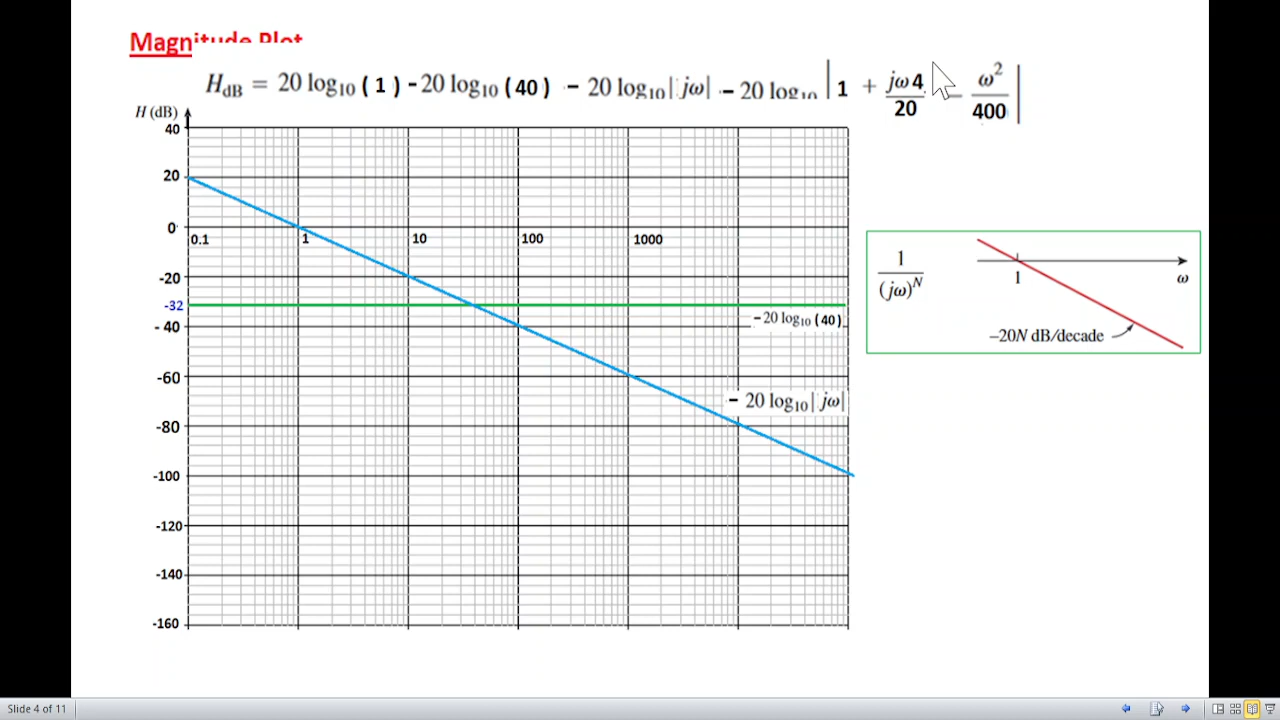 Magnitude Plot
H_dB = 20 log10 ( 1 ) - 20 log10 ( 40 ) - 20 log10 | jω | - 20 log10 | 1 + jω4/20 - ω²/400 |
H (dB)
40
20
0
0.1 1 10 100 1000
-20
-32
-20 log10 (40)
-40
-60
- 20 log10 | jω |
-80
-100
-120
-140
-160
1/(jω)^N
1
ω
-20N dB/decade
Slide 4 of 11